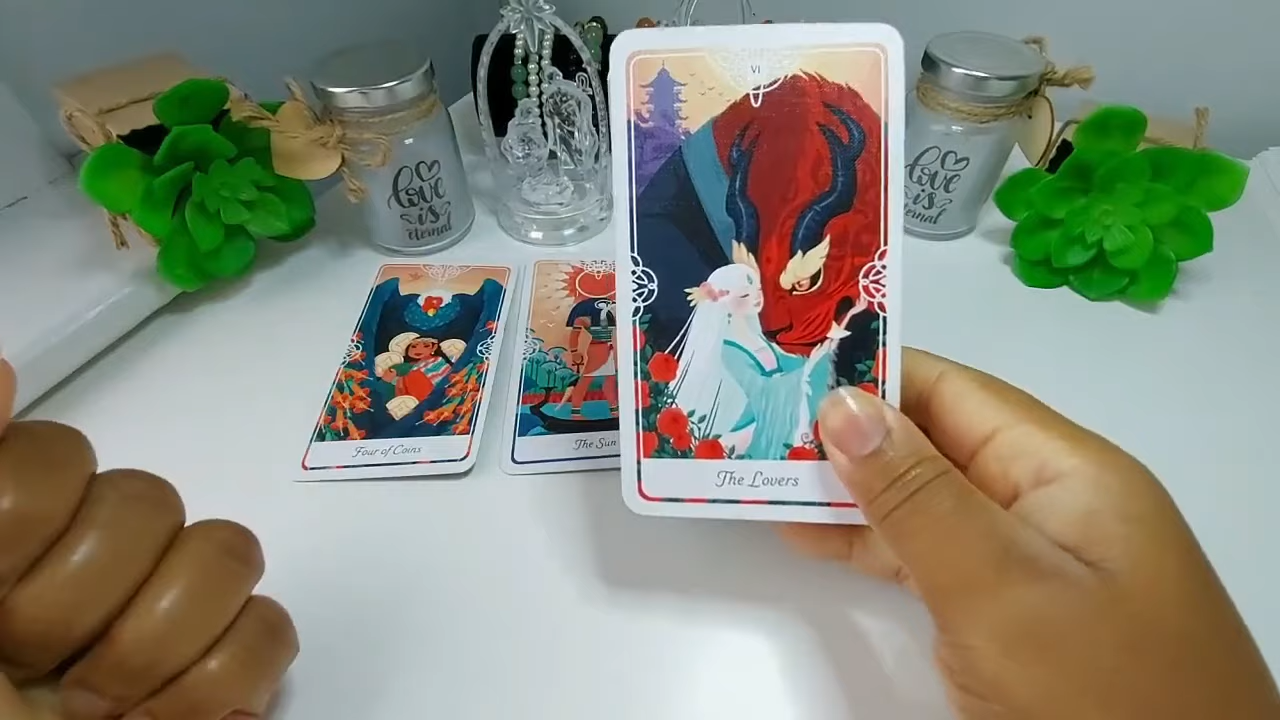 love
is
eternal
love
is
eternal
VI
Four of Coins
The Sun
The Lovers